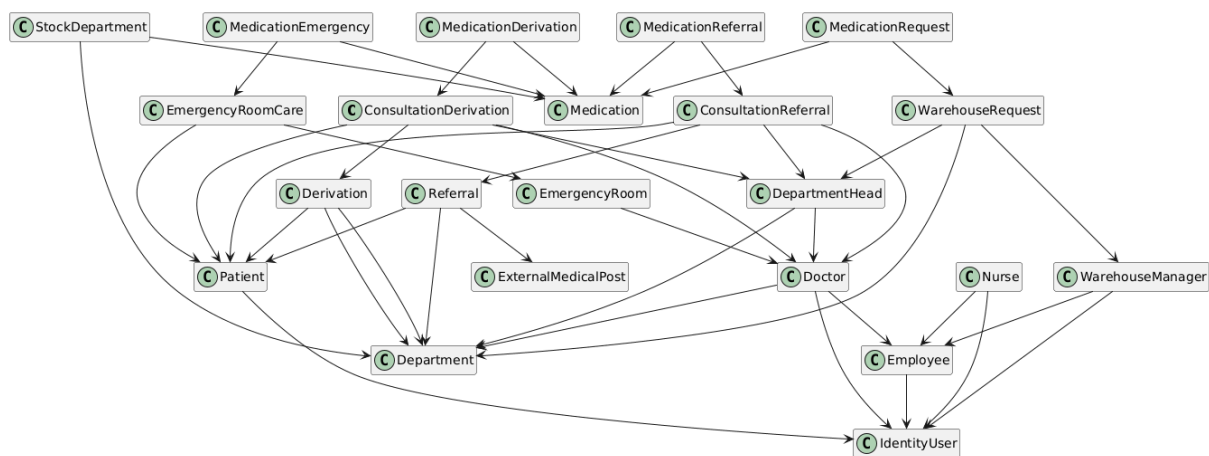 C StockDepartment
C MedicationEmergency
C MedicationDerivation
C MedicationReferral
C MedicationRequest
C EmergencyRoomCare
C ConsultationDerivation
C Medication
C ConsultationReferral
C WarehouseRequest
C Derivation
C Referral
C EmergencyRoom
C DepartmentHead
C Patient
C ExternalMedicalPost
C Doctor
C Nurse
C WarehouseManager
C Department
C Employee
C IdentityUser